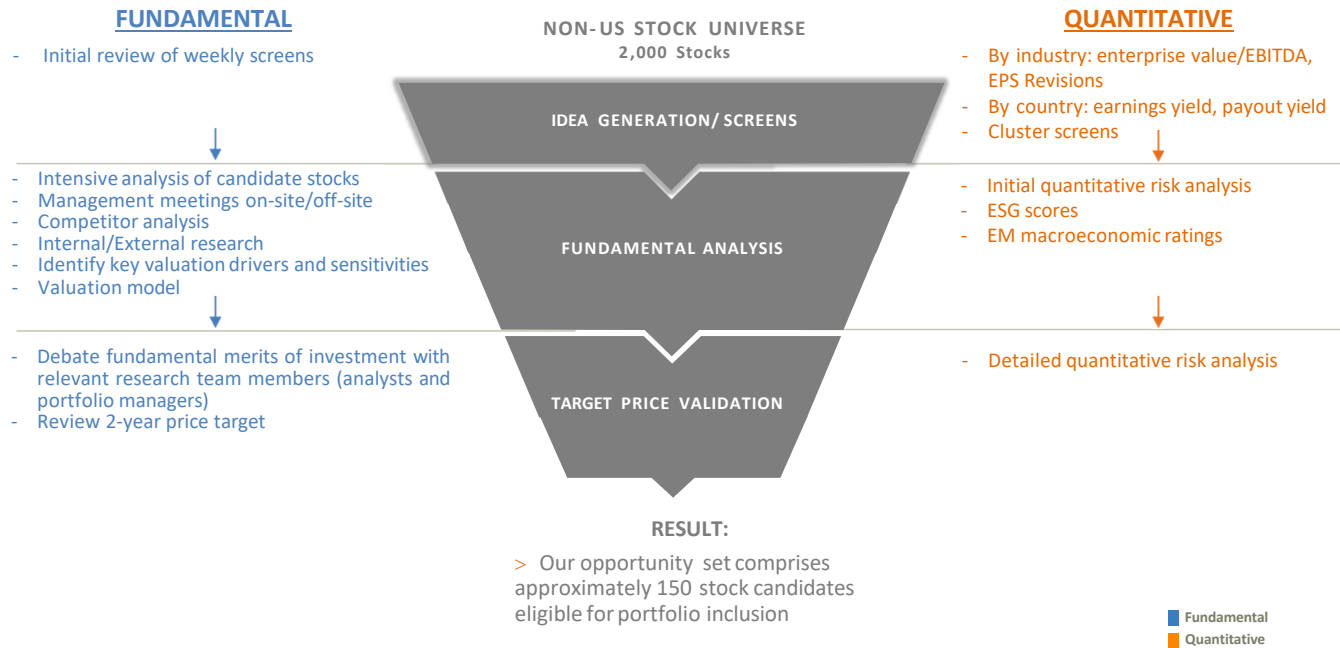 FUNDAMENTAL
- Initial review of weekly screens
- Intensive analysis of candidate stocks
- Management meetings on-site/off-site
- Competitor analysis
- Internal/External research
- Identify key valuation drivers and sensitivities
- Valuation model
- Debate fundamental merits of investment with
relevant research team members (analysts and
portfolio managers)
- Review 2-year price target
NON-US STOCK UNIVERSE
2,000 Stocks
IDEA GENERATION/ SCREENS
FUNDAMENTAL ANALYSIS
TARGET PRICE VALIDATION
RESULT:
> Our opportunity set comprises
approximately 150 stock candidates
eligible for portfolio inclusion
QUANTITATIVE
- By industry: enterprise value/EBITDA,
EPS Revisions
- By country: earnings yield, payout yield
- Cluster screens
- Initial quantitative risk analysis
- ESG scores
- EM macroeconomic ratings
- Detailed quantitative risk analysis
Fundamental
Quantitative